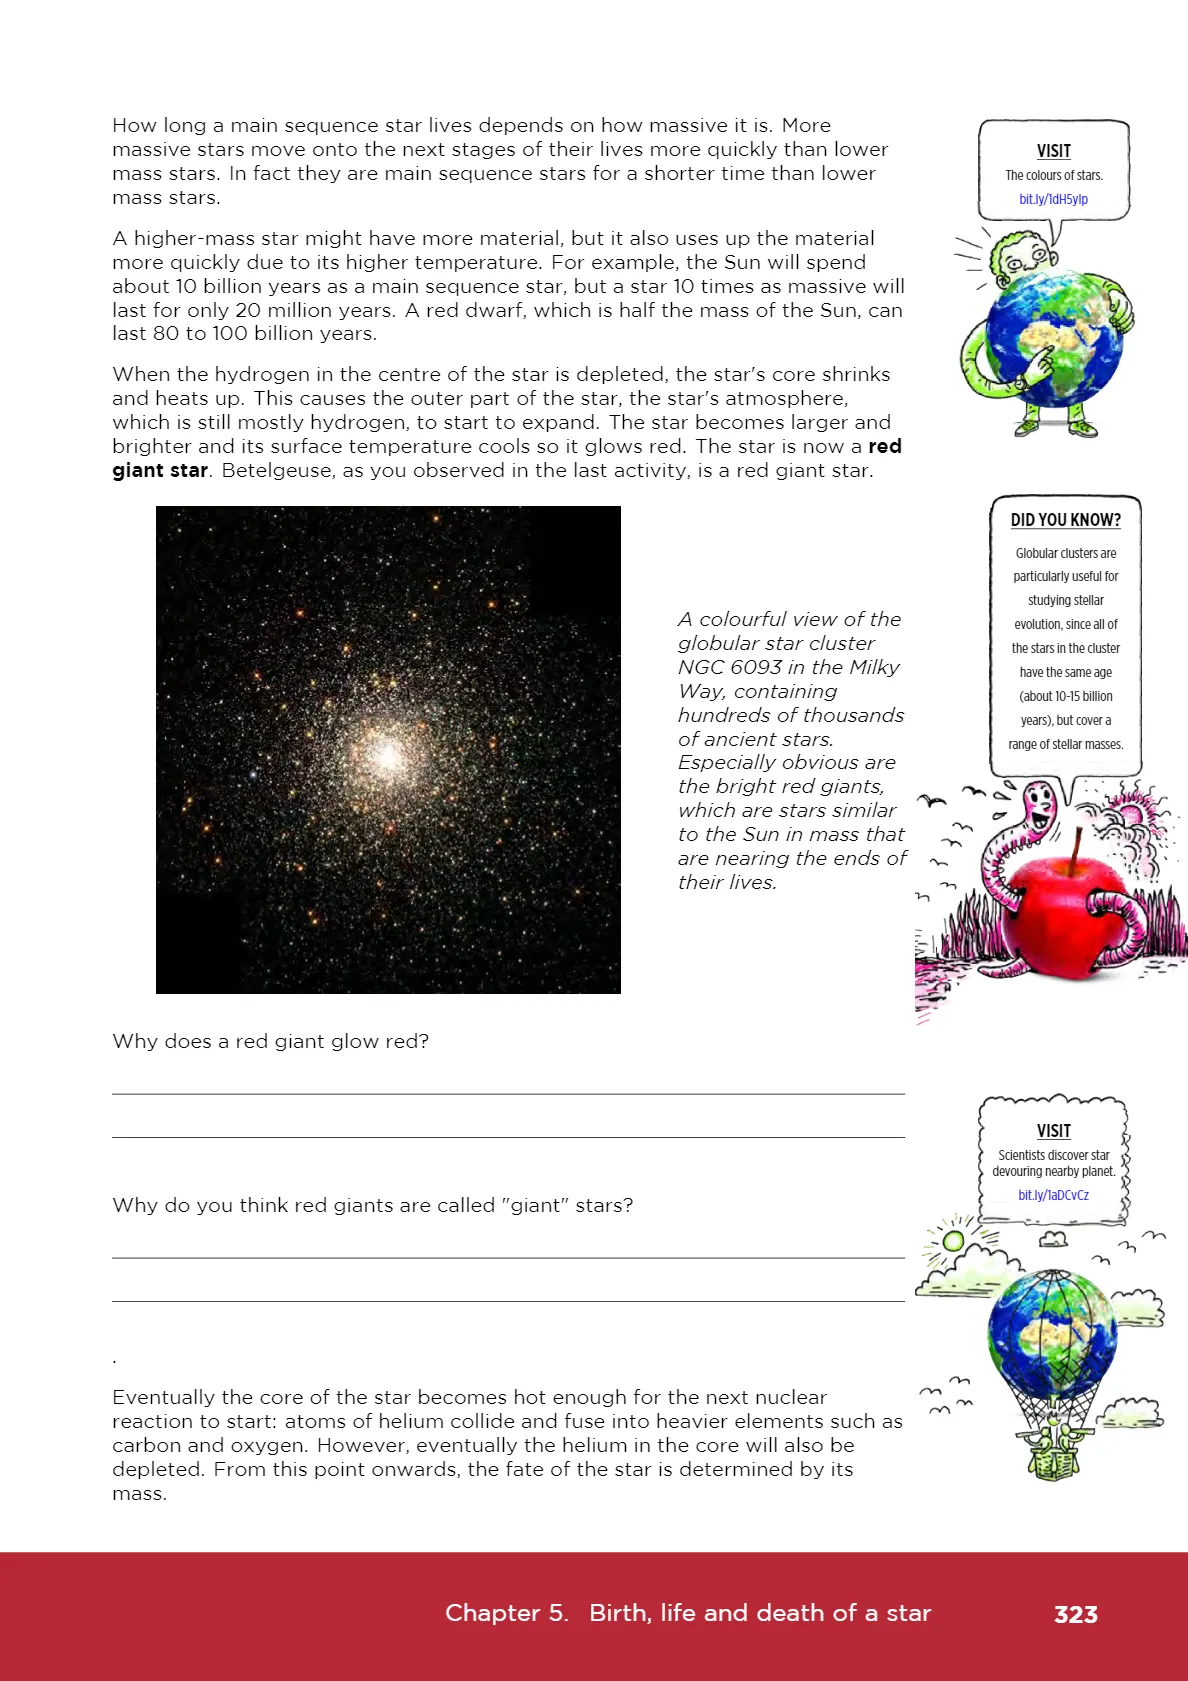 How long a main sequence star lives depends on how massive it is. More
massive stars move onto the next stages of their lives more quickly than lower
mass stars. In fact they are main sequence stars for a shorter time than lower
mass stars.
A higher-mass star might have more material, but it also uses up the material
more quickly due to its higher temperature. For example, the Sun will spend
about 10 billion years as a main sequence star, but a star 10 times as massive will
last for only 20 million years. A red dwarf, which is half the mass of the Sun, can
last 80 to 100 billion years.
When the hydrogen in the centre of the star is depleted, the star's core shrinks
and heats up. This causes the outer part of the star, the star's atmosphere,
which is still mostly hydrogen, to start to expand. The star becomes larger and
brighter and its surface temperature cools so it glows red. The star is now a red
giant star. Betelgeuse, as you observed in the last activity, is a red giant star.
A colourful view of the
globular star cluster
NGC 6093 in the Milky
Way, containing
hundreds of thousands
of ancient stars.
Especially obvious are
the bright red giants,
which are stars similar
to the Sun in mass that
are nearing the ends of
their lives.
Why does a red giant glow red?
Why do you think red giants are called "giant" stars?
.
Eventually the core of the star becomes hot enough for the next nuclear
reaction to start: atoms of helium collide and fuse into heavier elements such as
carbon and oxygen. However, eventually the helium in the core will also be
depleted. From this point onwards, the fate of the star is determined by its
mass.
VISIT
The colours of stars.
bit.ly/1dH5yIp
DID YOU KNOW?
Globular clusters are
particularly useful for
studying stellar
evolution, since all of
the stars in the cluster
have the same age
(about 10-15 billion
years), but cover a
range of stellar masses.
VISIT
Scientists discover star
devouring nearby planet.
bit.ly/1aDCvCz
Chapter 5. Birth, life and death of a star 323